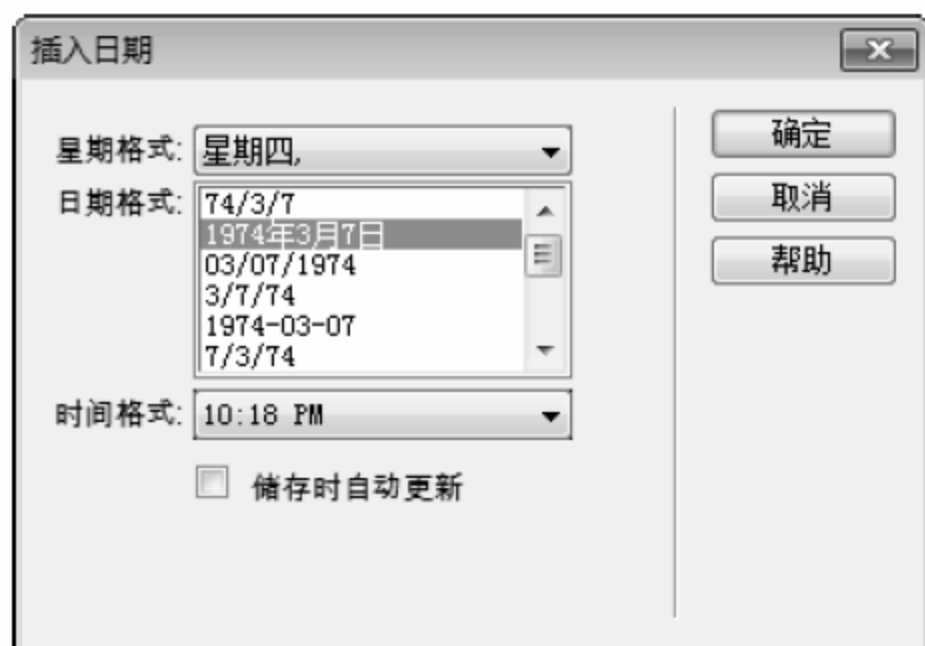 插入日期
星期格式: 星期四,
日期格式: 74/3/7
1974年3月7日
03/07/1974
3/7/74
1974-03-07
7/3/74
时间格式: 10:18 PM
储存时自动更新
确定
取消
帮助